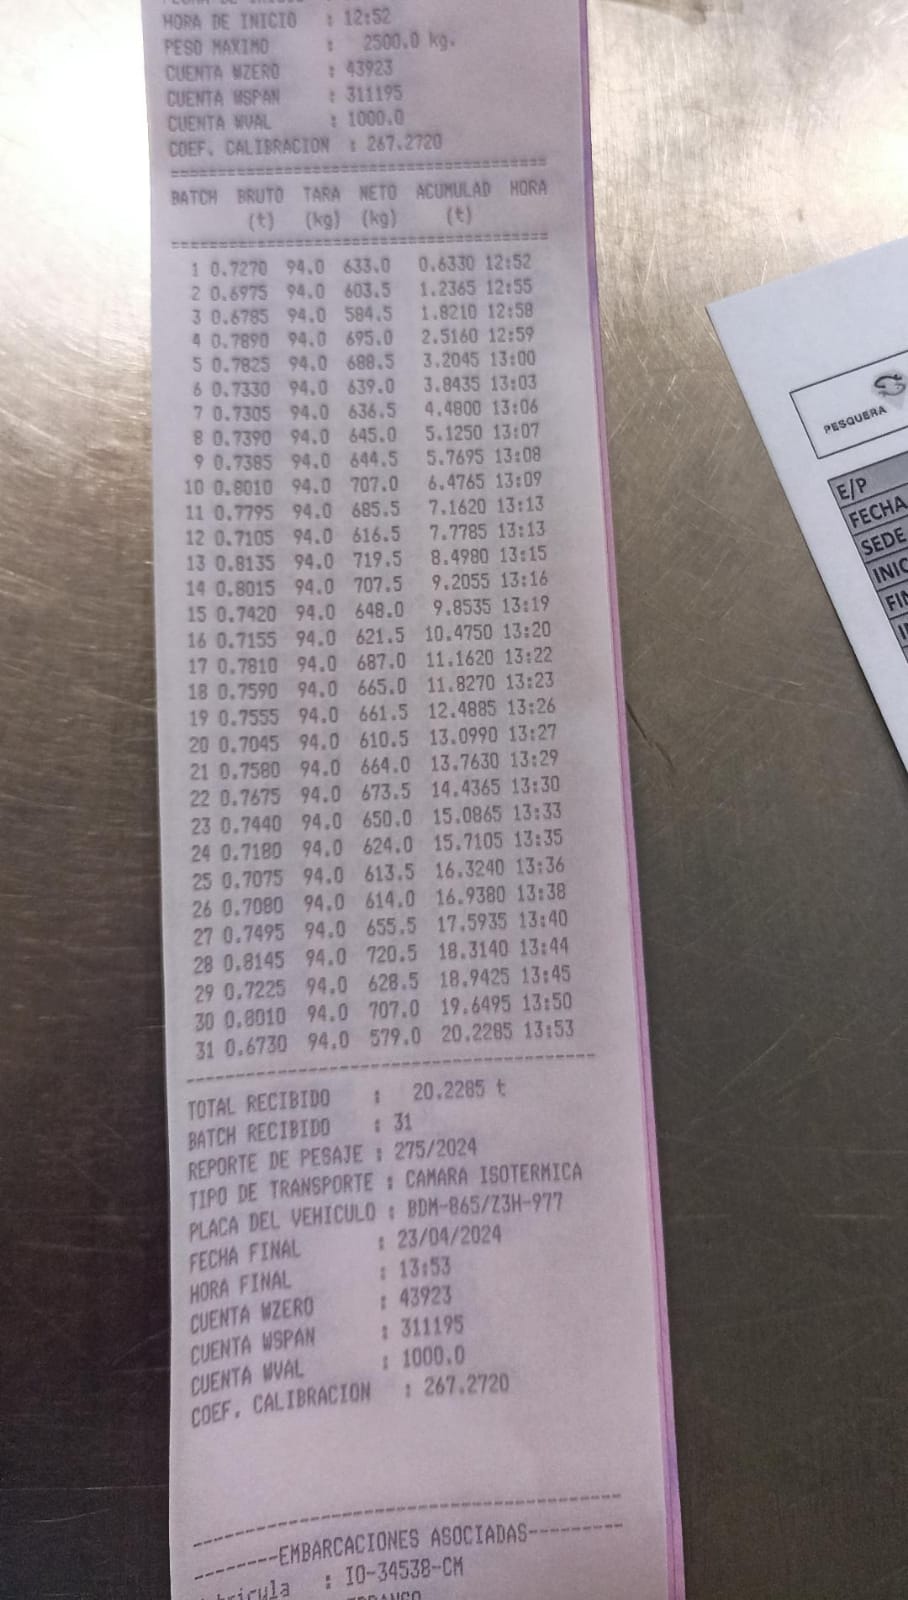 HORA DE INICIO : 12:52
PESO MAXIMO : 2500.0 kg.
CUENTA WZERO : 43923
CUENTA WSPAN : 311195
CUENTA WVAL : 1000.0
COEF. CALIBRACION : 267.2720
========================================
BATCH BRUTO TARA NETO ACUMULAD HORA
(t) (kg) (kg) (t)
========================================
1 0.7270 94.0 633.0 0.6330 12:52
2 0.6975 94.0 603.5 1.2365 12:55
3 0.6785 94.0 584.5 1.8210 12:58
4 0.7890 94.0 695.0 2.5160 12:59
5 0.7825 94.0 688.5 3.2045 13:00
6 0.7330 94.0 639.0 3.8435 13:03
7 0.7305 94.0 636.5 4.4800 13:06
8 0.7390 94.0 645.0 5.1250 13:07
9 0.7385 94.0 644.5 5.7695 13:08
10 0.8010 94.0 707.0 6.4765 13:09
11 0.7795 94.0 685.5 7.1620 13:13
12 0.7105 94.0 616.5 7.7785 13:13
13 0.8135 94.0 719.5 8.4980 13:15
14 0.8015 94.0 707.5 9.2055 13:16
15 0.7420 94.0 648.0 9.8535 13:19
16 0.7155 94.0 621.5 10.4750 13:20
17 0.7810 94.0 687.0 11.1620 13:22
18 0.7590 94.0 665.0 11.8270 13:23
19 0.7555 94.0 661.5 12.4885 13:26
20 0.7045 94.0 610.5 13.0990 13:27
21 0.7580 94.0 664.0 13.7630 13:29
22 0.7675 94.0 673.5 14.4365 13:30
23 0.7440 94.0 650.0 15.0865 13:33
24 0.7180 94.0 624.0 15.7105 13:35
25 0.7075 94.0 613.5 16.3240 13:36
26 0.7080 94.0 614.0 16.9380 13:38
27 0.7495 94.0 655.5 17.5935 13:40
28 0.8145 94.0 720.5 18.3140 13:44
29 0.7225 94.0 628.5 18.9425 13:45
30 0.8010 94.0 707.0 19.6495 13:50
31 0.6730 94.0 579.0 20.2285 13:53
----------------------------------------
TOTAL RECIBIDO : 20.2285 t
BATCH RECIBIDO : 31
REPORTE DE PESAJE : 275/2024
TIPO DE TRANSPORTE : CAMARA ISOTERMICA
PLACA DEL VEHICULO : BDM-865/Z3H-977
FECHA FINAL : 23/04/2024
HORA FINAL : 13:53
CUENTA WZERO : 43923
CUENTA WSPAN : 311195
CUENTA WVAL : 1000.0
COEF. CALIBRACION : 267.2720
----------------------------------------
--------EMBARCACIONES ASOCIADAS---------
: IO-34538-CM
PESQUERA
E/P
FECHA
SEDE